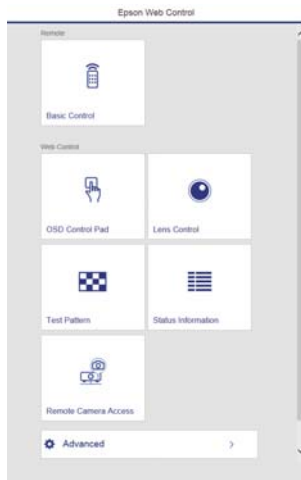 Epson Web Control
Remote
Basic Control
Web Control
OSD Control Pad
Lens Control
Test Pattern
Status Information
Remote Camera Access
Advanced